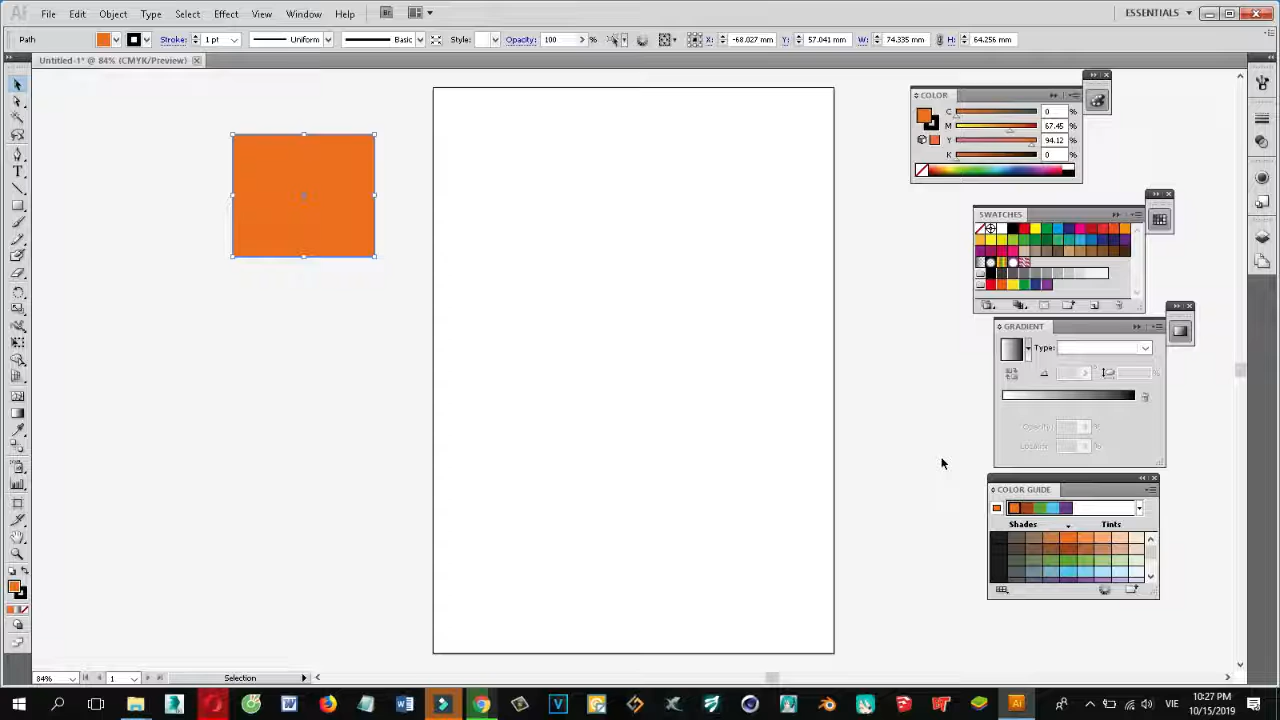 Ai File Edit Object Type Select Effect View Window Help Br ESSENTIALS
Path Stroke: 1 pt Uniform Basic Style: Opacity: 100 % X: -68.027 mm Y: 57.041 mm W: 74.335 mm H: 64.256 mm
Untitled-1* @ 84% (CMYK/Preview)
COLOR
C 0 %
M 67.45 %
Y 94.12 %
K 0 %
SWATCHES
GRADIENT
Type:
%
Opacity: %
Location: %
COLOR GUIDE
Shades Tints
84% 1 Selection
VIE 10:27 PM
10/15/2019